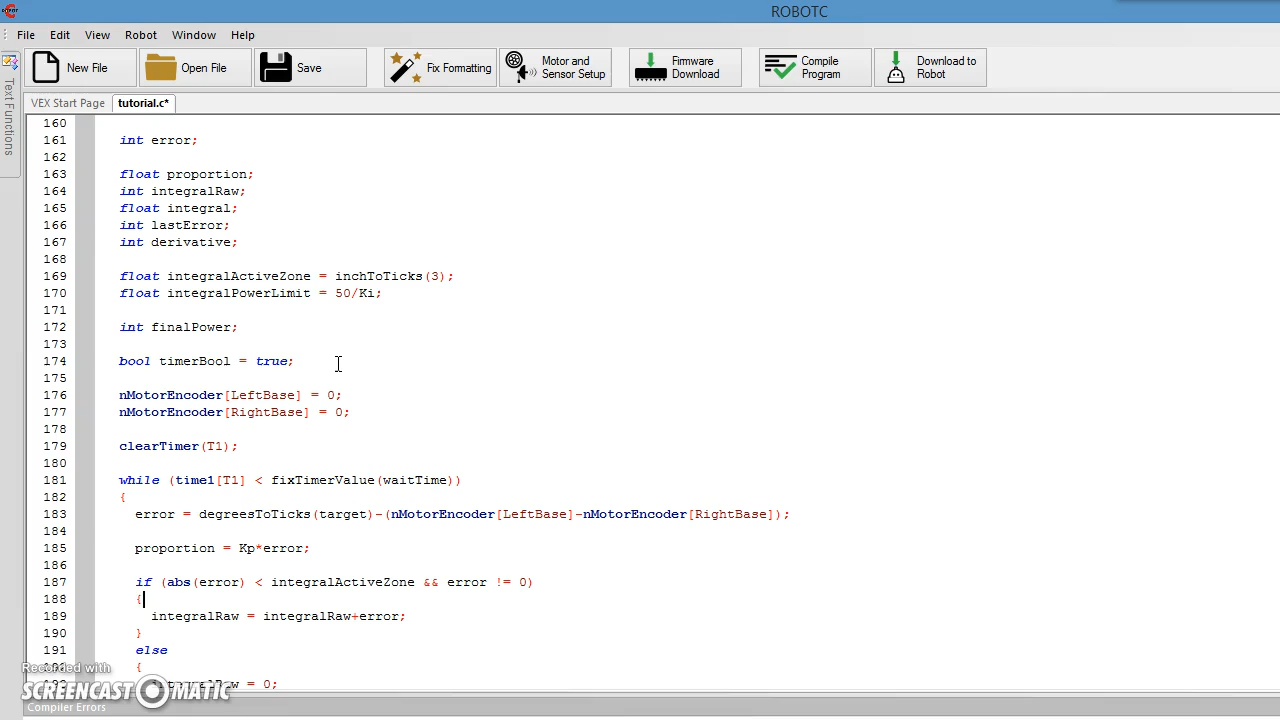 ROBOTC
File Edit View Robot Window Help
New File Open File Save Fix Formatting Motor and Sensor Setup Firmware Download Compile Program Download to Robot
Text Functions
VEX Start Page tutorial.c*
160
161 int error;
162
163 float proportion;
164 int integralRaw;
165 float integral;
166 int lastError;
167 int derivative;
168
169 float integralActiveZone = inchToTicks(3);
170 float integralPowerLimit = 50/Ki;
171
172 int finalPower;
173
174 bool timerBool = true;
175
176 nMotorEncoder[LeftBase] = 0;
177 nMotorEncoder[RightBase] = 0;
178
179 clearTimer(T1);
180
181 while (time1[T1] < fixTimerValue(waitTime))
182 {
183 error = degreesToTicks(target)-(nMotorEncoder[LeftBase]-nMotorEncoder[RightBase]);
184
185 proportion = Kp*error;
186
187 if (abs(error) < integralActiveZone && error != 0)
188 {
189 integralRaw = integralRaw+error;
190 }
191 else
{
= 0;
Recorded with
SCREENCAST-O-MATIC
Compiler Errors